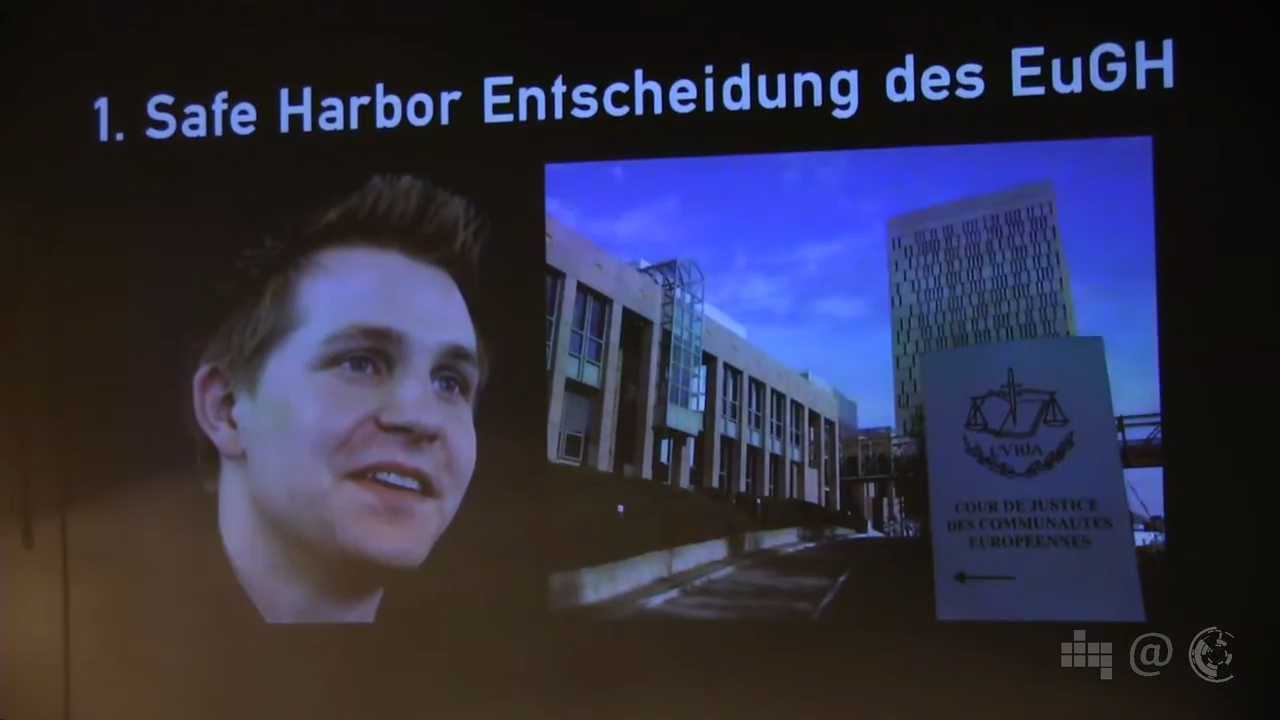 1. Safe Harbor Entscheidung des EuGH
CVRIA
COUR DE JUSTICE
DES COMMUNAUTES
EUROPEENNES
@